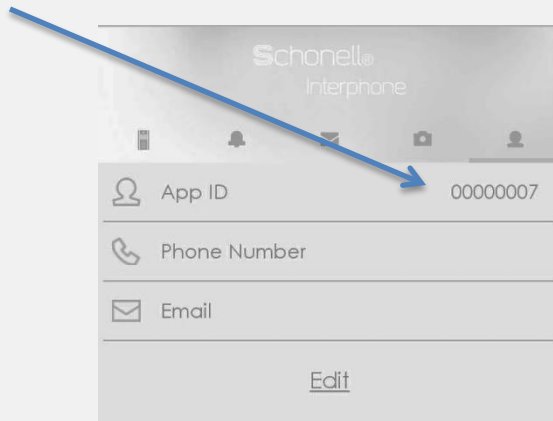 Schonell®
Interphone
App ID 00000007
Phone Number
Email
Edit